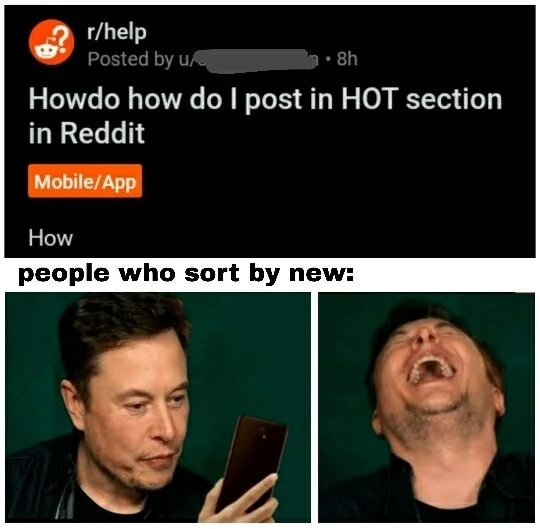 r/help
Posted by u/ • 8h
Howdo how do I post in HOT section
in Reddit
Mobile/App
How
people who sort by new: